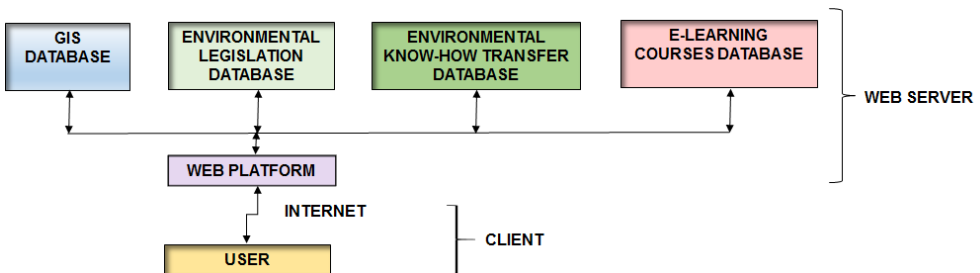 GIS
DATABASE
ENVIRONMENTAL
LEGISLATION
DATABASE
ENVIRONMENTAL
KNOW-HOW TRANSFER
DATABASE
E-LEARNING
COURSES DATABASE
WEB SERVER
WEB PLATFORM
INTERNET
CLIENT
USER